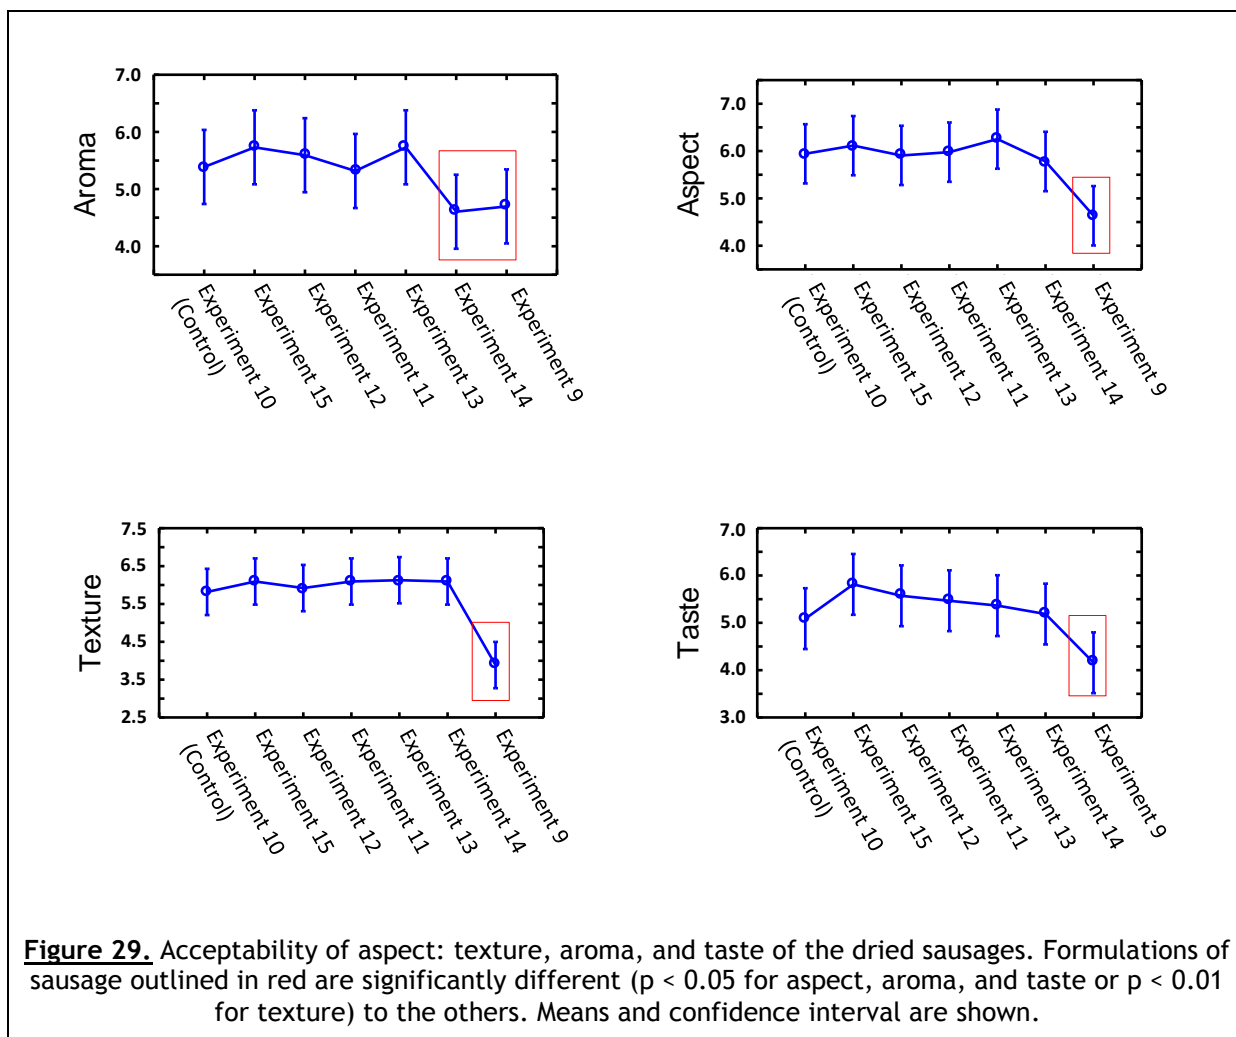 Aroma
7.0
6.0
5.0
4.0
Experiment 10
(Control)
Experiment 15
Experiment 12
Experiment 11
Experiment 13
Experiment 14
Experiment 9
Aspect
7.0
6.0
5.0
4.0
Experiment 10
(Control)
Experiment 15
Experiment 12
Experiment 11
Experiment 13
Experiment 14
Experiment 9
Texture
7.5
6.5
5.5
4.5
3.5
2.5
Experiment 10
(Control)
Experiment 15
Experiment 12
Experiment 11
Experiment 13
Experiment 14
Experiment 9
Taste
7.0
6.0
5.0
4.0
3.0
Experiment 10
(Control)
Experiment 15
Experiment 12
Experiment 11
Experiment 13
Experiment 14
Experiment 9
Figure 29. Acceptability of aspect: texture, aroma, and taste of the dried sausages. Formulations of
sausage outlined in red are significantly different (p < 0.05 for aspect, aroma, and taste or p < 0.01
for texture) to the others. Means and confidence interval are shown.